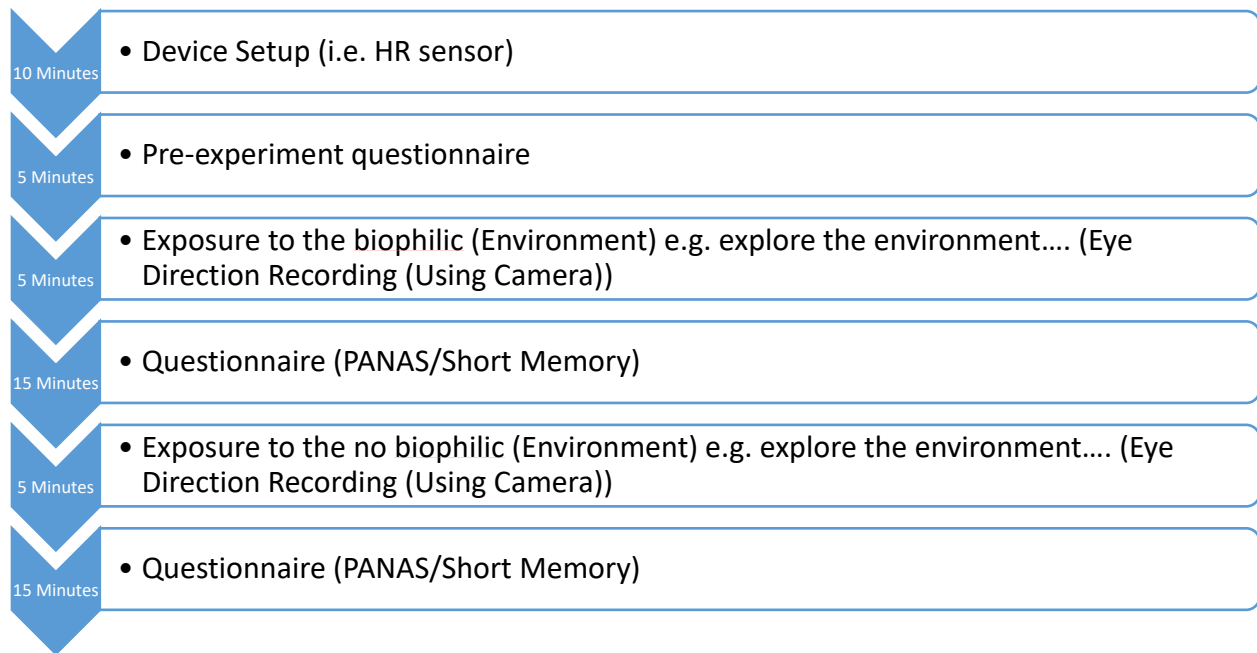 10 Minutes
• Device Setup (i.e. HR sensor)
5 Minutes
• Pre-experiment questionnaire
5 Minutes
• Exposure to the biophilic (Environment) e.g. explore the environment…. (Eye
Direction Recording (Using Camera))
15 Minutes
• Questionnaire (PANAS/Short Memory)
5 Minutes
• Exposure to the no biophilic (Environment) e.g. explore the environment…. (Eye
Direction Recording (Using Camera))
15 Minutes
• Questionnaire (PANAS/Short Memory)